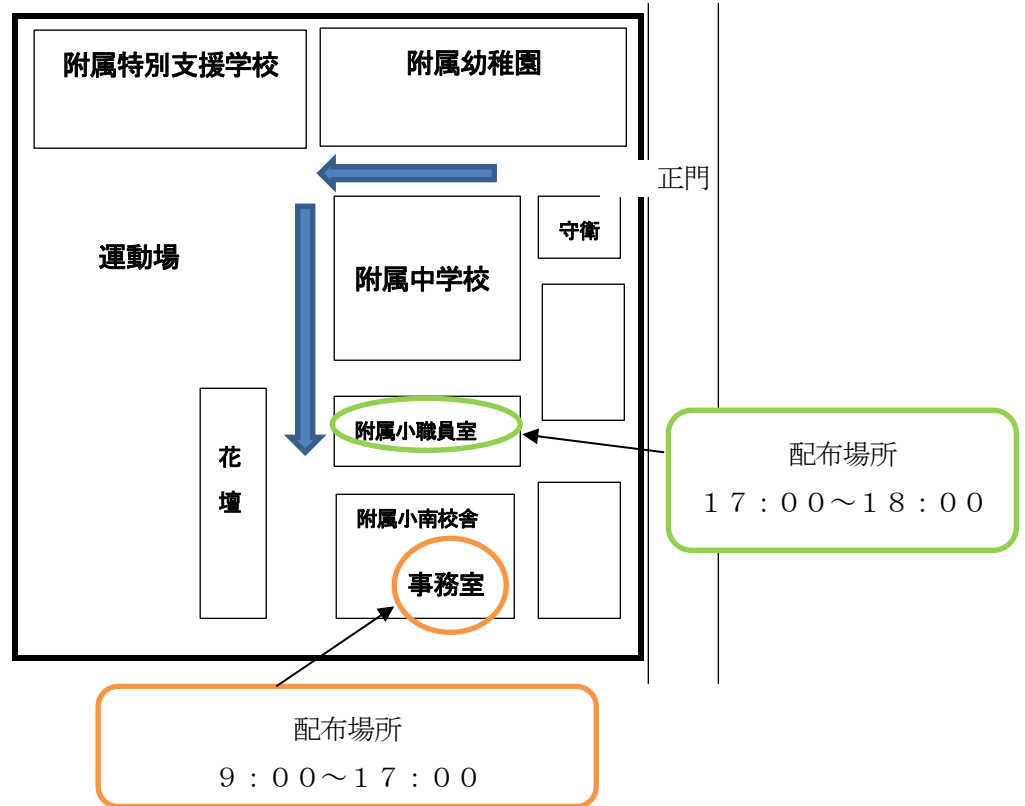 附属特別支援学校
附属幼稚園
正門
守衛
運動場
附属中学校
附属小職員室
花
壇
配布場所
１７：００～１８：００
附属小南校舎
事務室
配布場所
９：００～１７：００